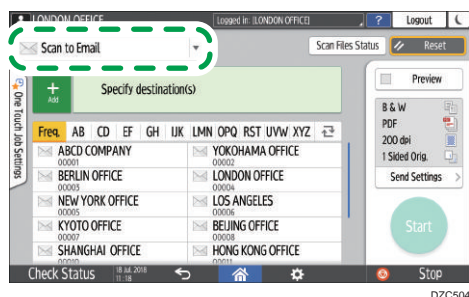 LONDON OFFICE
Logged in: [LONDON OFFICE]
?
Logout
Scan to Email
Scan Files Status
Reset
Add
Specify destination(s)
Preview
One Touch Job Settings
B & W
PDF
200 dpi
1 Sided Orig.
Send Settings
Freq. AB CD EF GH IJK LMN OPQ RST UVW XYZ
ABCD COMPANY
00001
YOKOHAMA OFFICE
00002
BERLIN OFFICE
00003
LONDON OFFICE
00004
NEW YORK OFFICE
00005
LOS ANGELES
00006
KYOTO OFFICE
00007
BEIJING OFFICE
00008
SHANGHAI OFFICE
HONG KONG OFFICE
Start
Check Status
18 Jul. 2018
11:18
Stop
DZC504